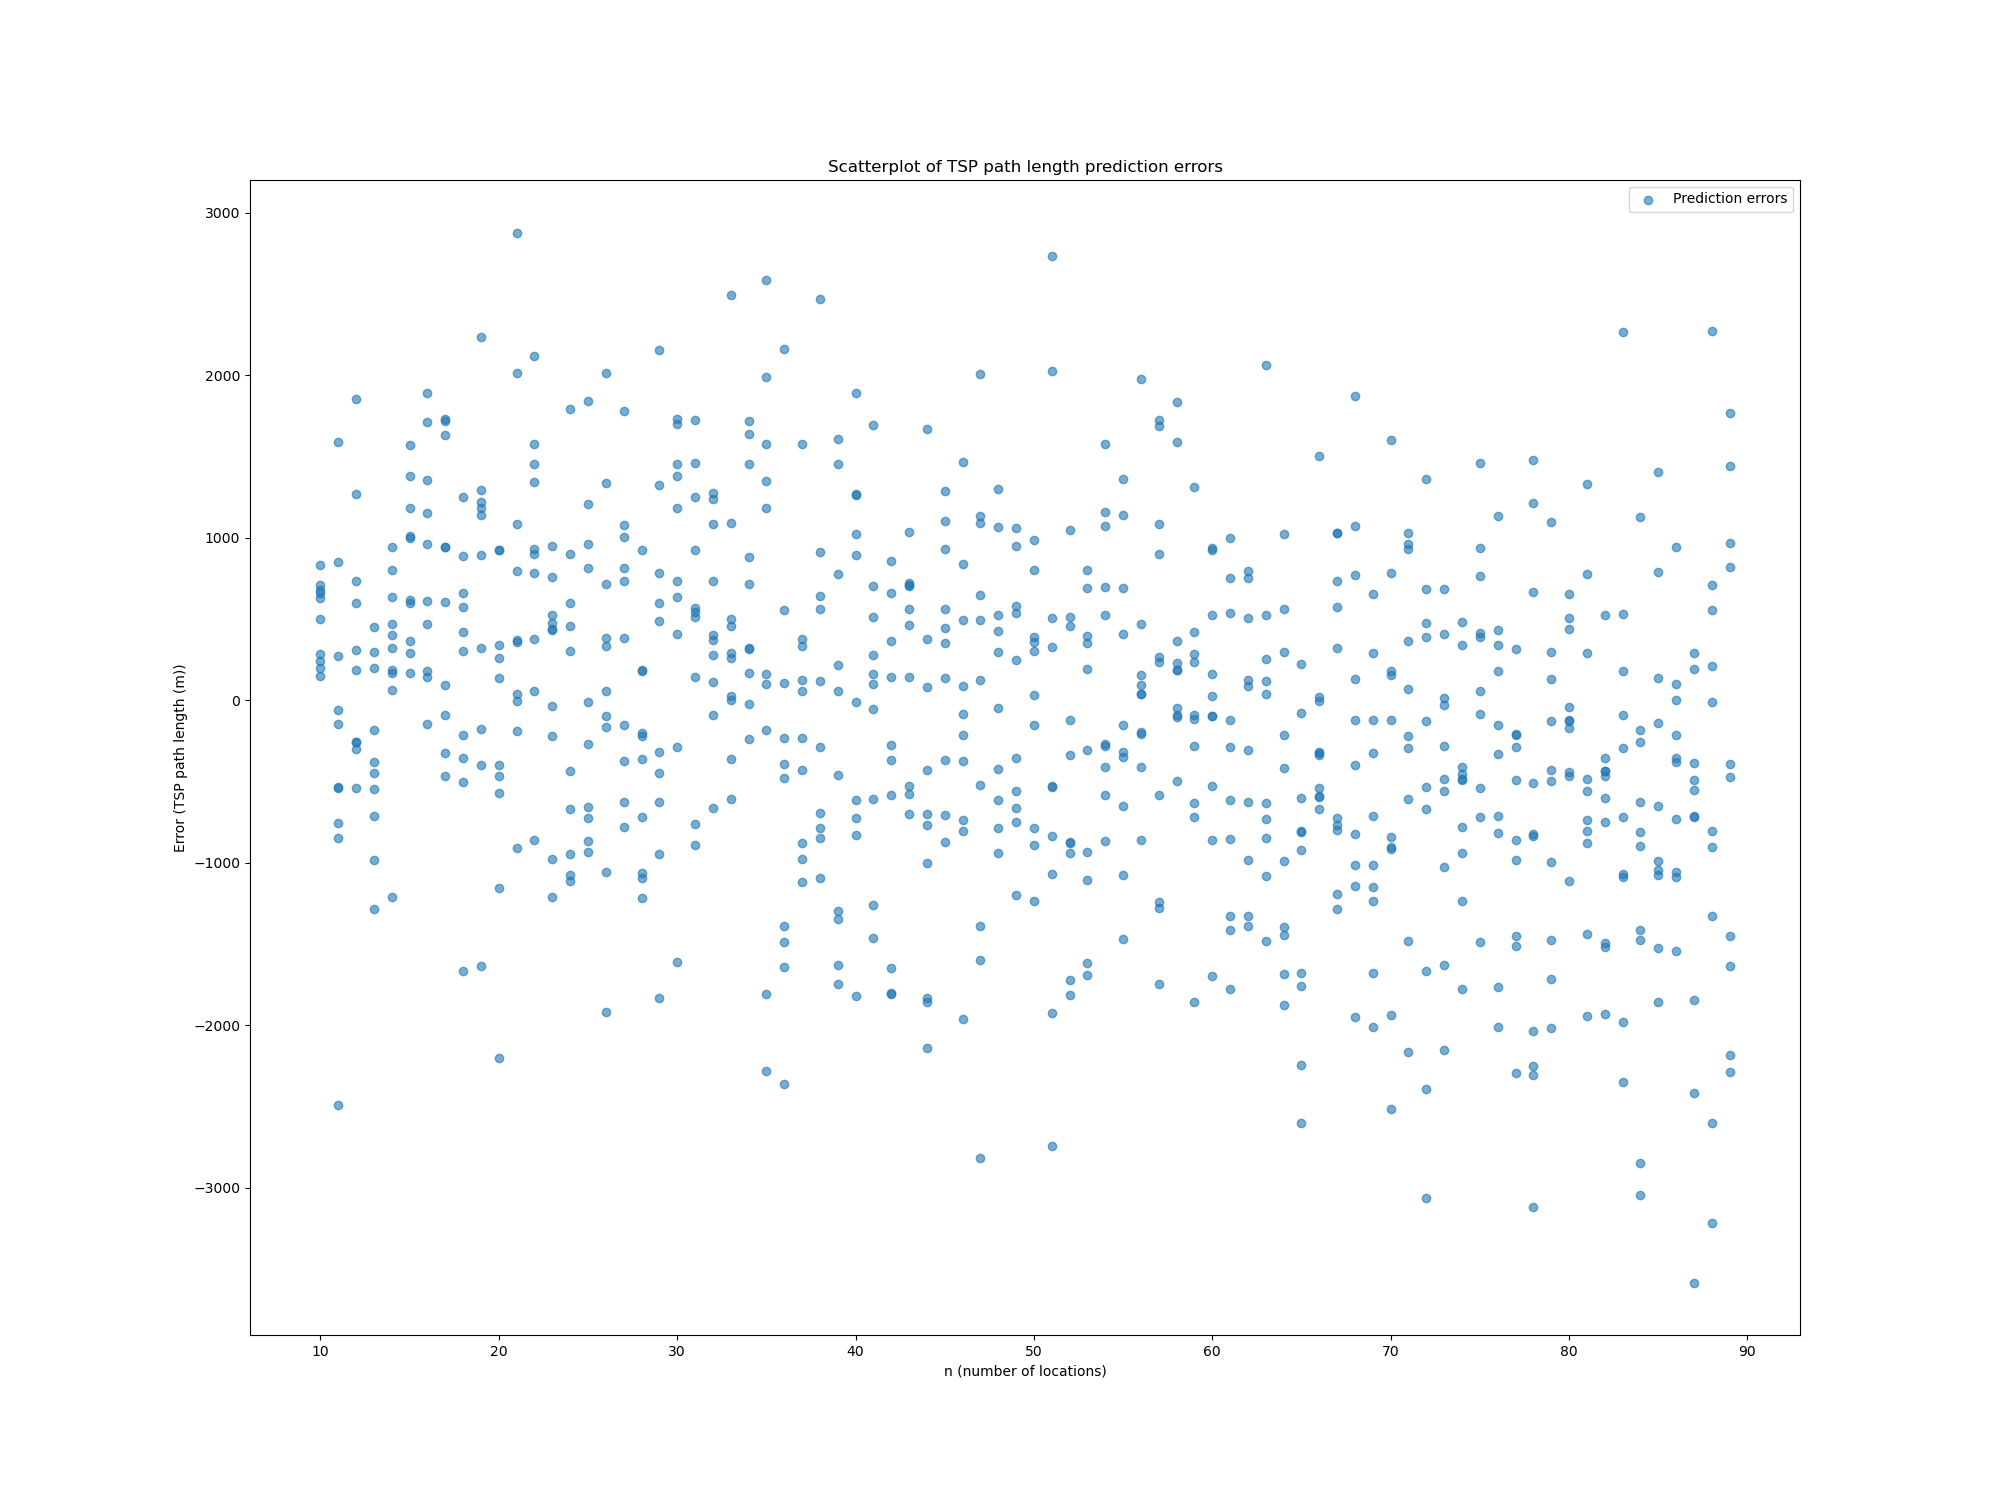 Scatterplot of TSP path length prediction errors
Prediction errors
3000
2000
1000
0
−1000
−2000
−3000
Error (TSP path length (m))
10 20 30 40 50 60 70 80 90
n (number of locations)